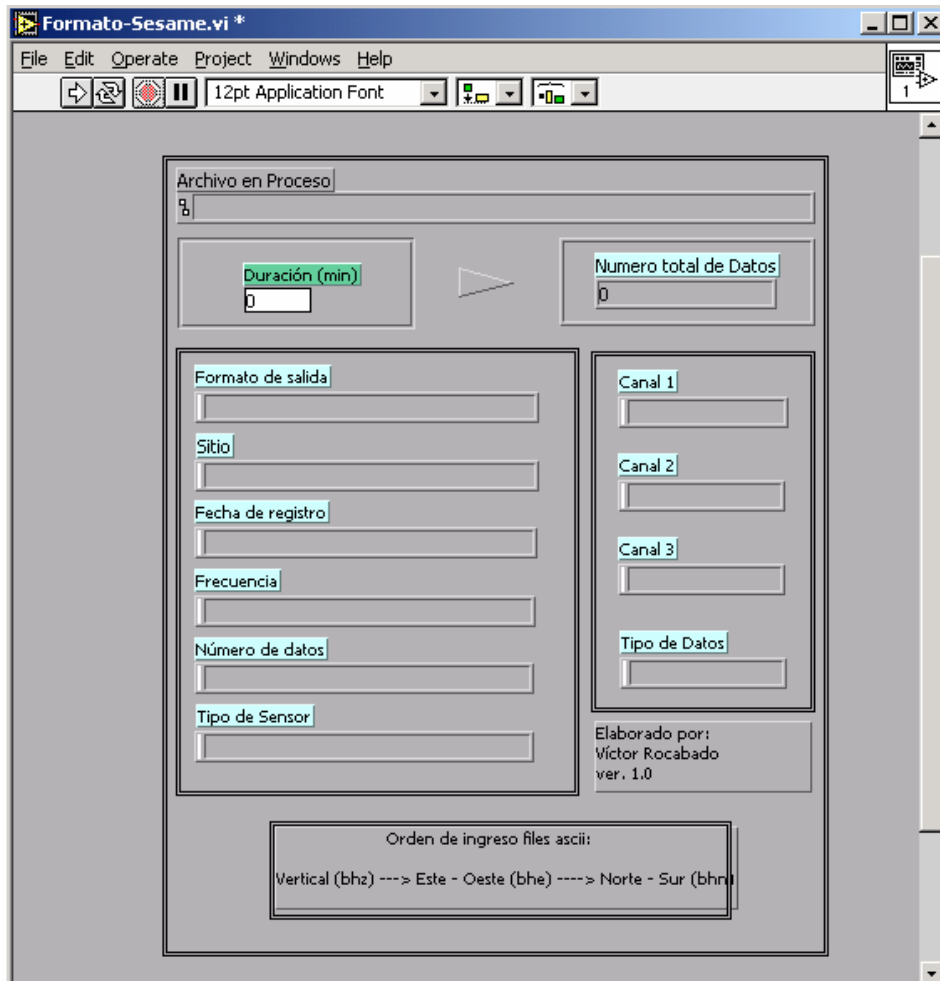 Formato-Sesame.vi *
File Edit Operate Project Windows Help
12pt Application Font
1
Archivo en Proceso
Duración (min)
0
Numero total de Datos
0
Formato de salida
Sitio
Fecha de registro
Frecuencia
Número de datos
Tipo de Sensor
Canal 1
Canal 2
Canal 3
Tipo de Datos
Elaborado por:
Víctor Rocabado
ver. 1.0
Orden de ingreso files ascii:
Vertical (bhz) ---> Este - Oeste (bhe) ----> Norte - Sur (bhn)